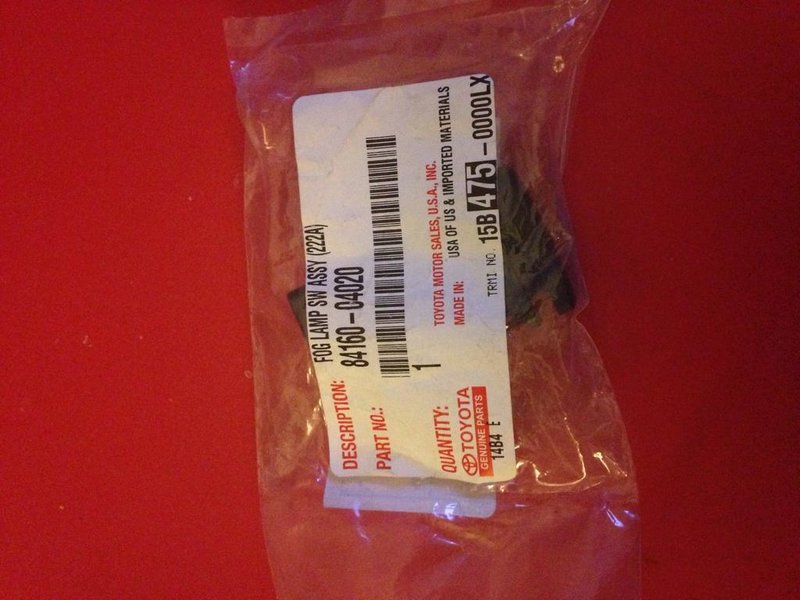 DESCRIPTION: FOG LAMP SW ASSY (222A)
PART NO.: 84160-04020
QUANTITY: 1
TOYOTA MOTOR SALES, U.S.A., INC.
MADE IN: USA OF US & IMPORTED MATERIALS
TOYOTA
GENUINE PARTS
TRMI NO. 15B475-0000LX
14B4 E